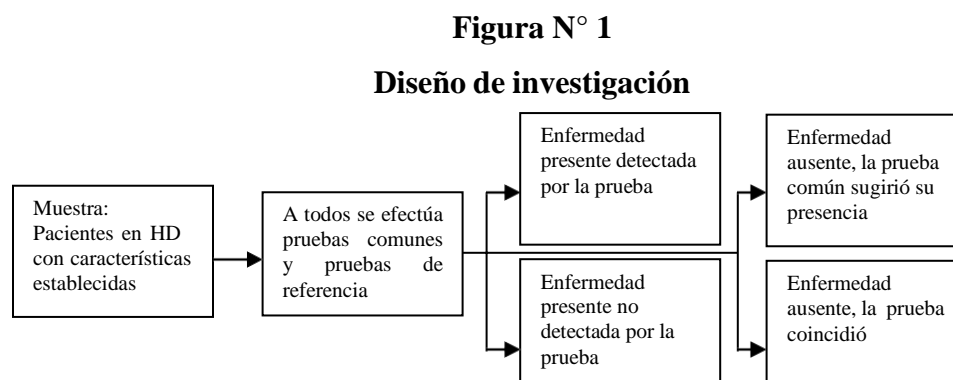 Figura N° 1
Diseño de investigación
Muestra:
Pacientes en HD
con características
establecidas
A todos se efectúa
pruebas comunes
y pruebas de
referencia
Enfermedad
presente detectada
por la prueba
Enfermedad
presente no
detectada por la
prueba
Enfermedad
ausente, la prueba
común sugirió su
presencia
Enfermedad
ausente, la prueba
coincidió